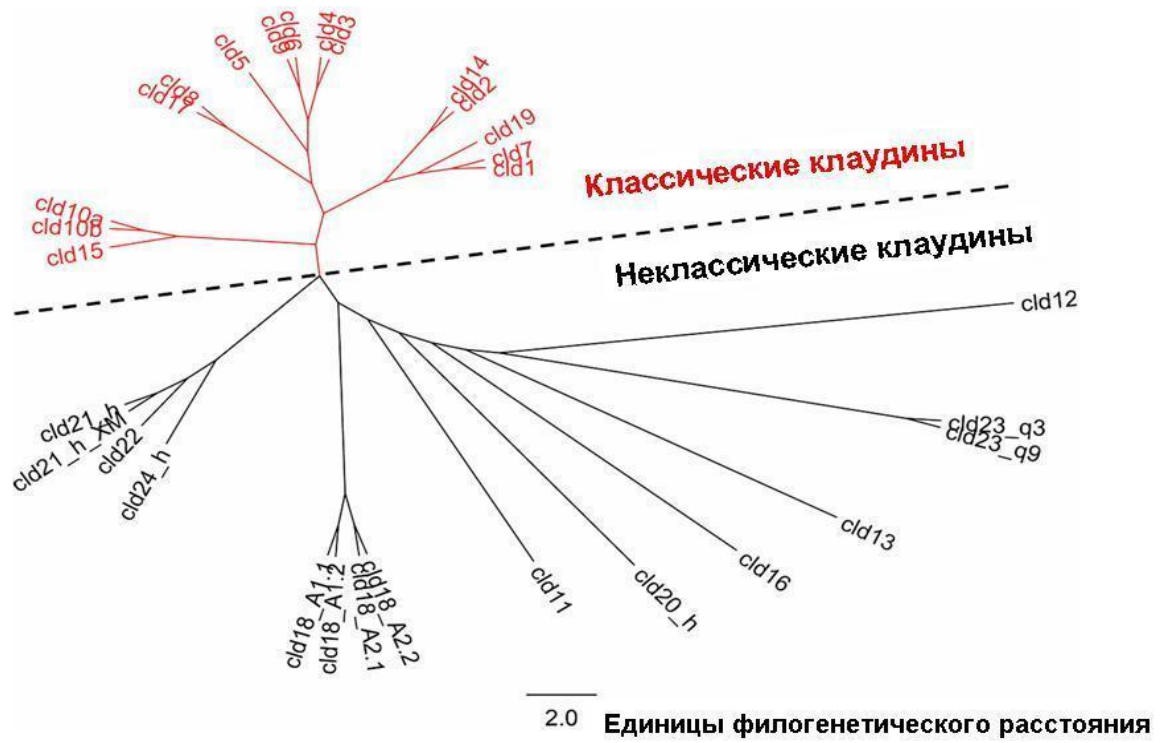 cld9
cld6
cld4
cld3
cld5
cld8
cld17
cld14
cld2
cld19
cld7
cld1
cld10a
cld10b
cld15
Классические клаудины
Неклассические клаудины
cld12
cld23_q3
cld23_q9
cld21_h
cld21_h_XM
cld22
cld24_h
cld13
cld16
cld11
cld20_h
cld18_A1.1
cld18_A1.2
cld18_A2.1
cld18_A2.2
2.0 Единицы филогенетического расстояния